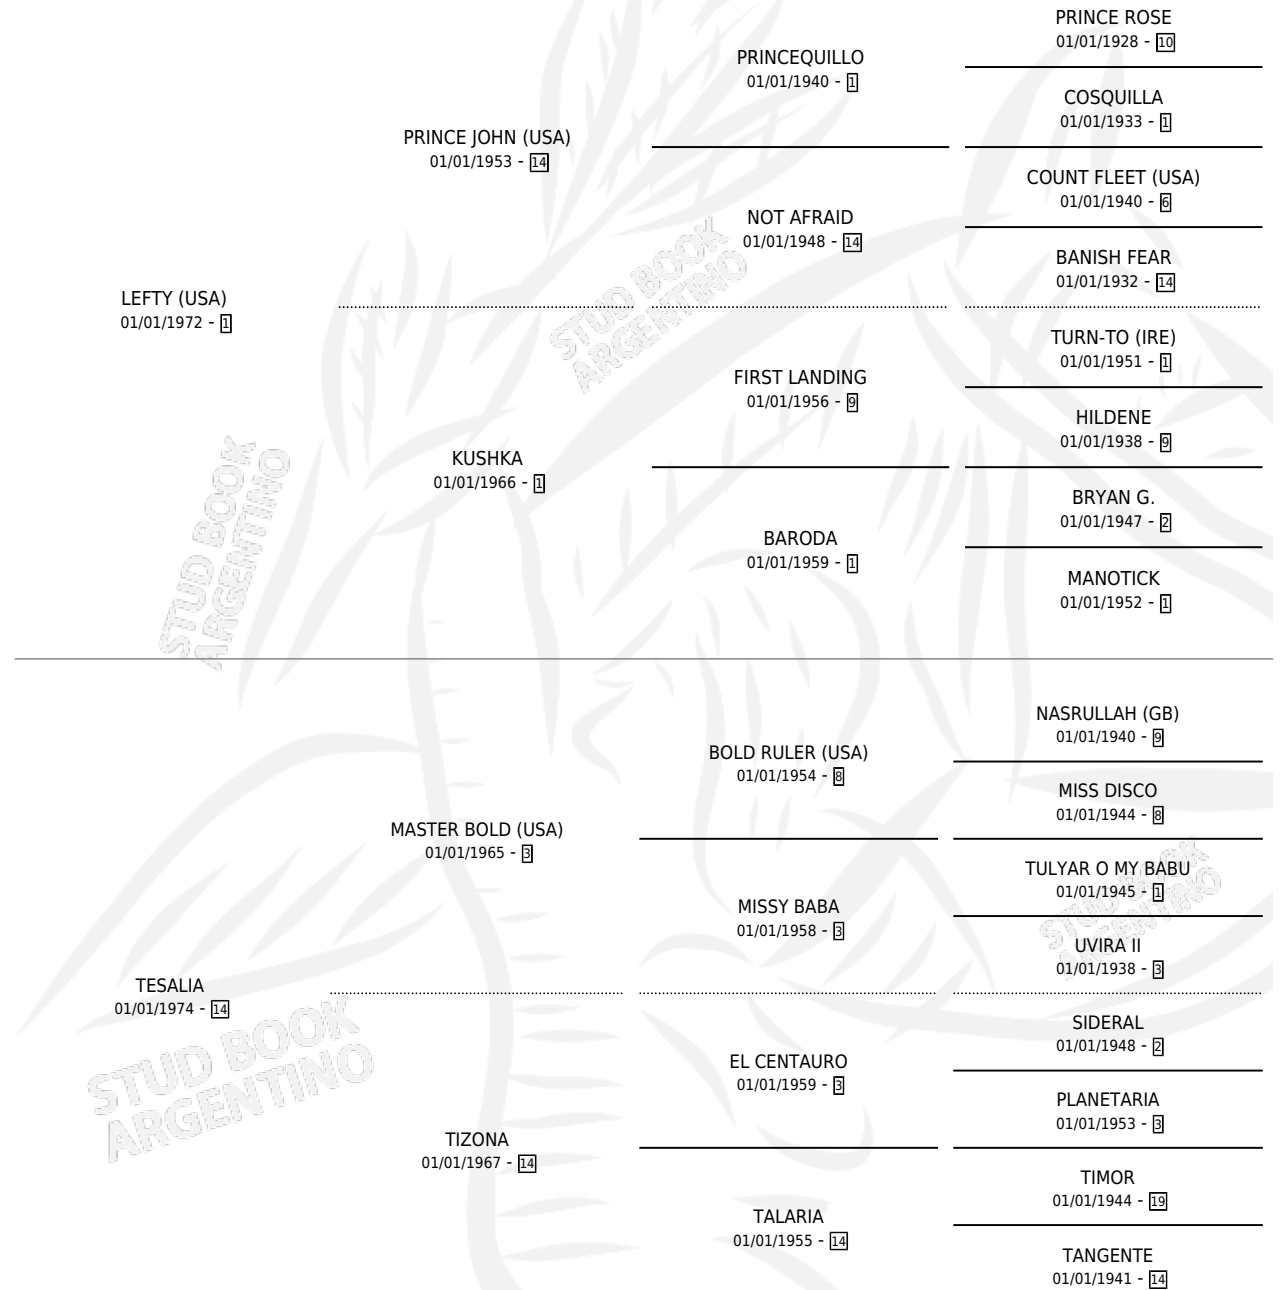 PRINCE ROSE
01/01/1928 - 10
PRINCEQUILLO
01/01/1940 - 1
COSQUILLA
01/01/1933 - 1
PRINCE JOHN (USA)
01/01/1953 - 14
COUNT FLEET (USA)
01/01/1940 - 6
NOT AFRAID
01/01/1948 - 14
BANISH FEAR
01/01/1932 - 14
LEFTY (USA)
01/01/1972 - 1
TURN-TO (IRE)
01/01/1951 - 1
FIRST LANDING
01/01/1956 - 9
HILDENE
01/01/1938 - 9
KUSHKA
01/01/1966 - 1
BRYAN G.
01/01/1947 - 2
BARODA
01/01/1959 - 1
MANOTICK
01/01/1952 - 1
NASRULLAH (GB)
01/01/1940 - 9
BOLD RULER (USA)
01/01/1954 - 8
MISS DISCO
01/01/1944 - 8
MASTER BOLD (USA)
01/01/1965 - 3
TULYAR O MY BABU
01/01/1945 - 1
MISSY BABA
01/01/1958 - 3
UVIRA II
01/01/1938 - 3
TESALIA
01/01/1974 - 14
SIDERAL
01/01/1948 - 2
EL CENTAURO
01/01/1959 - 3
PLANETARIA
01/01/1953 - 3
TIZONA
01/01/1967 - 14
TIMOR
01/01/1944 - 19
TALARIA
01/01/1955 - 14
TANGENTE
01/01/1941 - 14
STUD BOOK
ARGENTINO
STUD BOOK
ARGENTINO
STUD BOOK
ARGENTINO
STUD BOOK
ARGENTINO